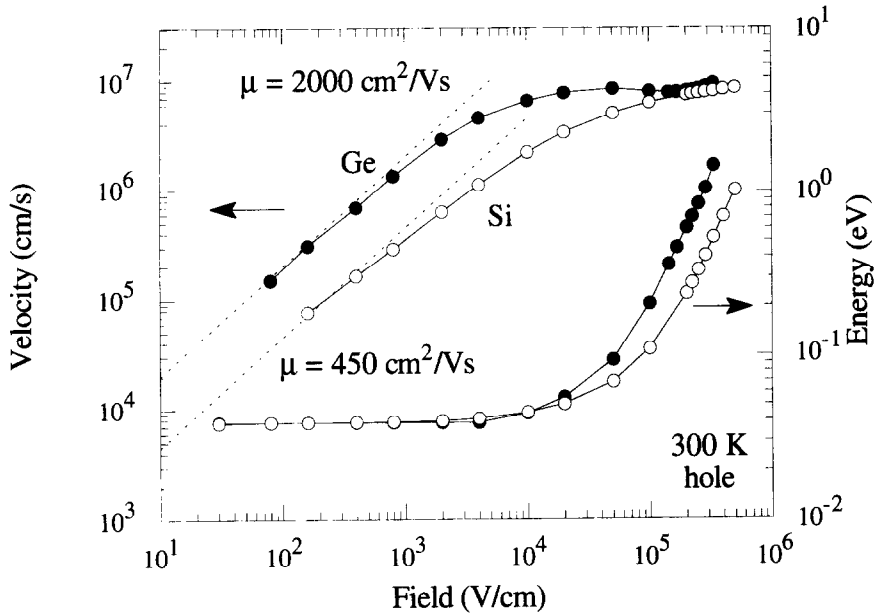 10⁷
10⁶
10⁵
10⁴
10³
Velocity (cm/s)
μ = 2000 cm²/Vs
Ge
Si
μ = 450 cm²/Vs
300 K
hole
10¹
10⁰
10⁻¹
10⁻²
Energy (eV)
10¹ 10² 10³ 10⁴ 10⁵ 10⁶
Field (V/cm)